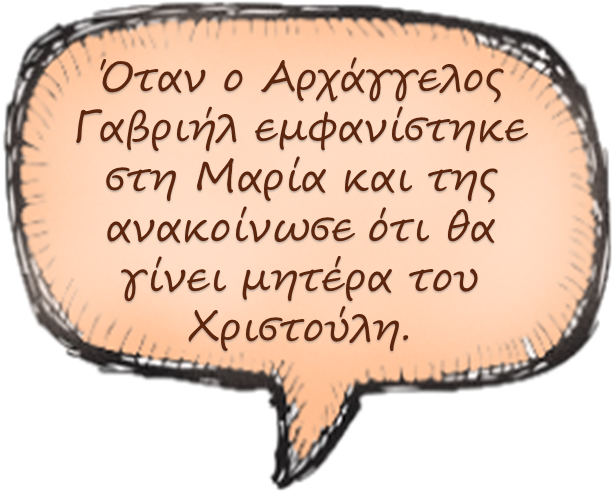 Όταν ο Αρχάγγελος
Γαβριήλ εμφανίστηκε
στη Μαρία και της
ανακοίνωσε ότι θα
γίνει μητέρα του
Χριστούλη.